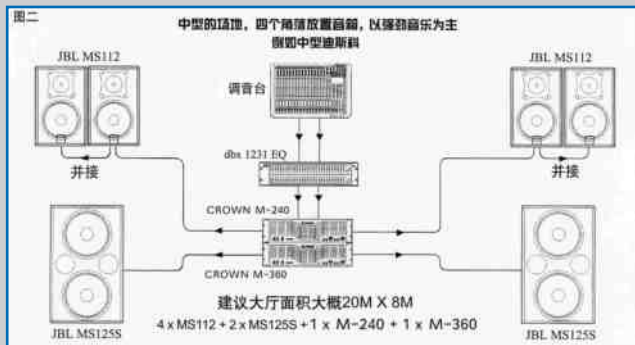 图二
中型的场地，四个角落放置音箱，以强劲音乐为主
例如中型迪斯科
JBL MS112
JBL MS112
调音台
dbx 1231 EQ
并接
并接
CROWN M-240
CROWN M-360
建议大厅面积大概20M X 8M
4 x MS112 + 2 x MS125S + 1 x M-240 + 1 x M-360
JBL MS125S
JBL MS125S